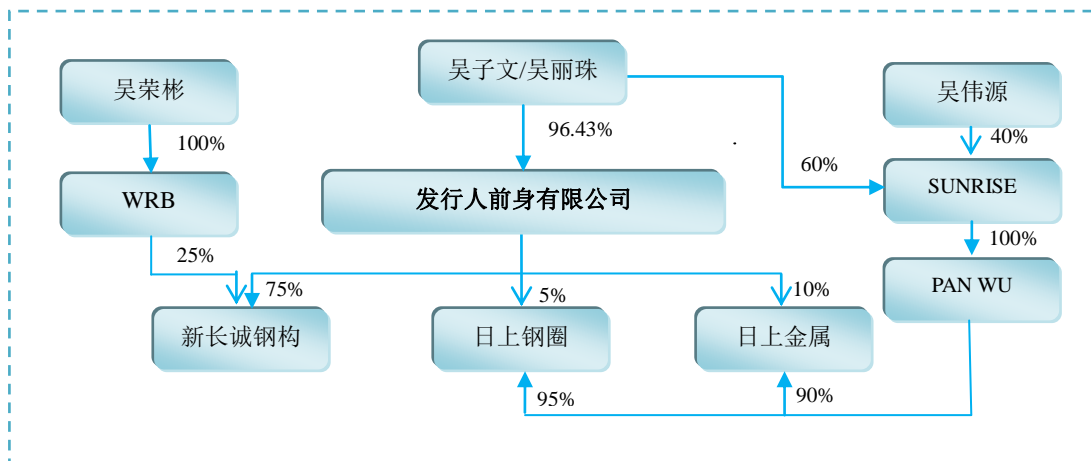 吴荣彬
吴子文/吴丽珠
吴伟源
100%
96.43%
40%
60%
WRB
发行人前身有限公司
SUNRISE
25%
100%
75%
5%
10%
PAN WU
新长诚钢构
日上钢圈
日上金属
95%
90%